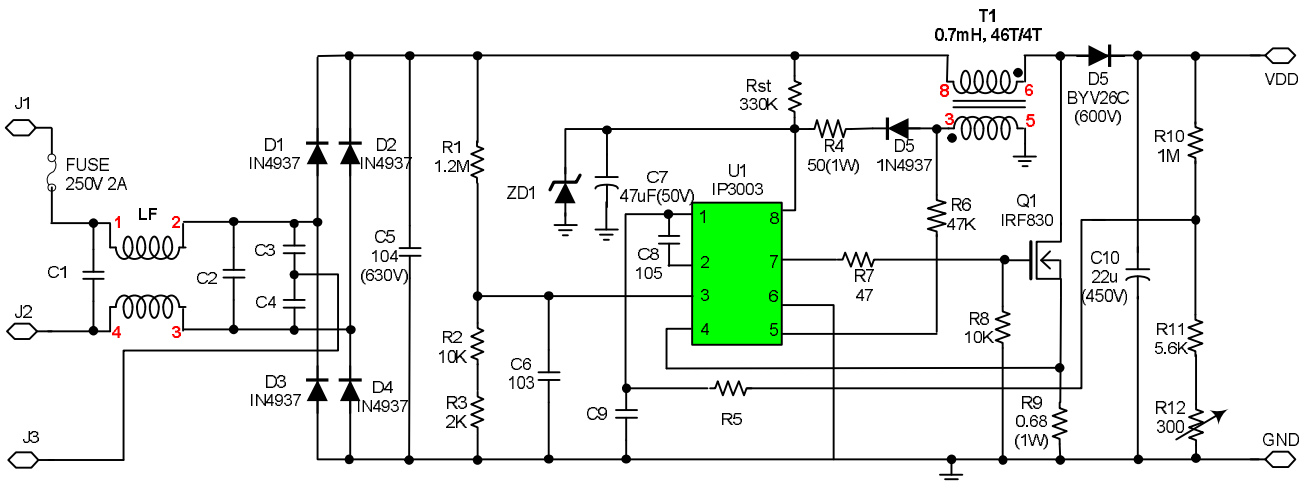 T1
0.7mH, 46T/4T
8
6
D5
BYV26C
(600V)
VDD
J1
Rst
330K
3
5
D1
IN4937
D2
IN4937
R1
1.2M
R4
50(1W)
D5
1N4937
R10
1M
FUSE
250V 2A
ZD1
C7
47uF(50V)
U1
IP3003
R6
47K
Q1
IRF830
1
LF
2
1
8
C1
C2
C3
C4
C5
104
(630V)
C8
105
2
7
R7
47
C10
22u
(450V)
3
6
J2
4
3
R2
10K
4
5
R8
10K
R11
5.6K
C6
103
D3
IN4937
D4
IN4937
R3
2K
C9
R5
R9
0.68
(1W)
R12
300
J3
GND